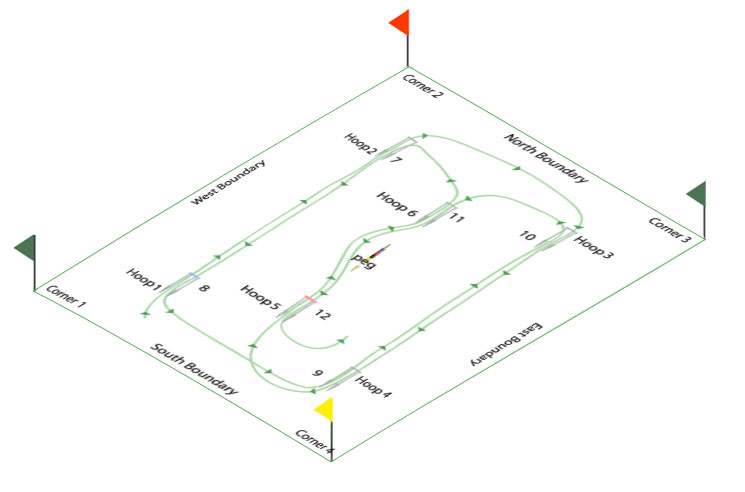 Corner 2
Hoop2
7
North Boundary
West Boundary
Hoop 6
11
Corner 3
10
Hoop 3
peg
Hoop1
8
Hoop 5
12
Corner 1
East Boundary
South Boundary
9
Hoop 4
Corner 4